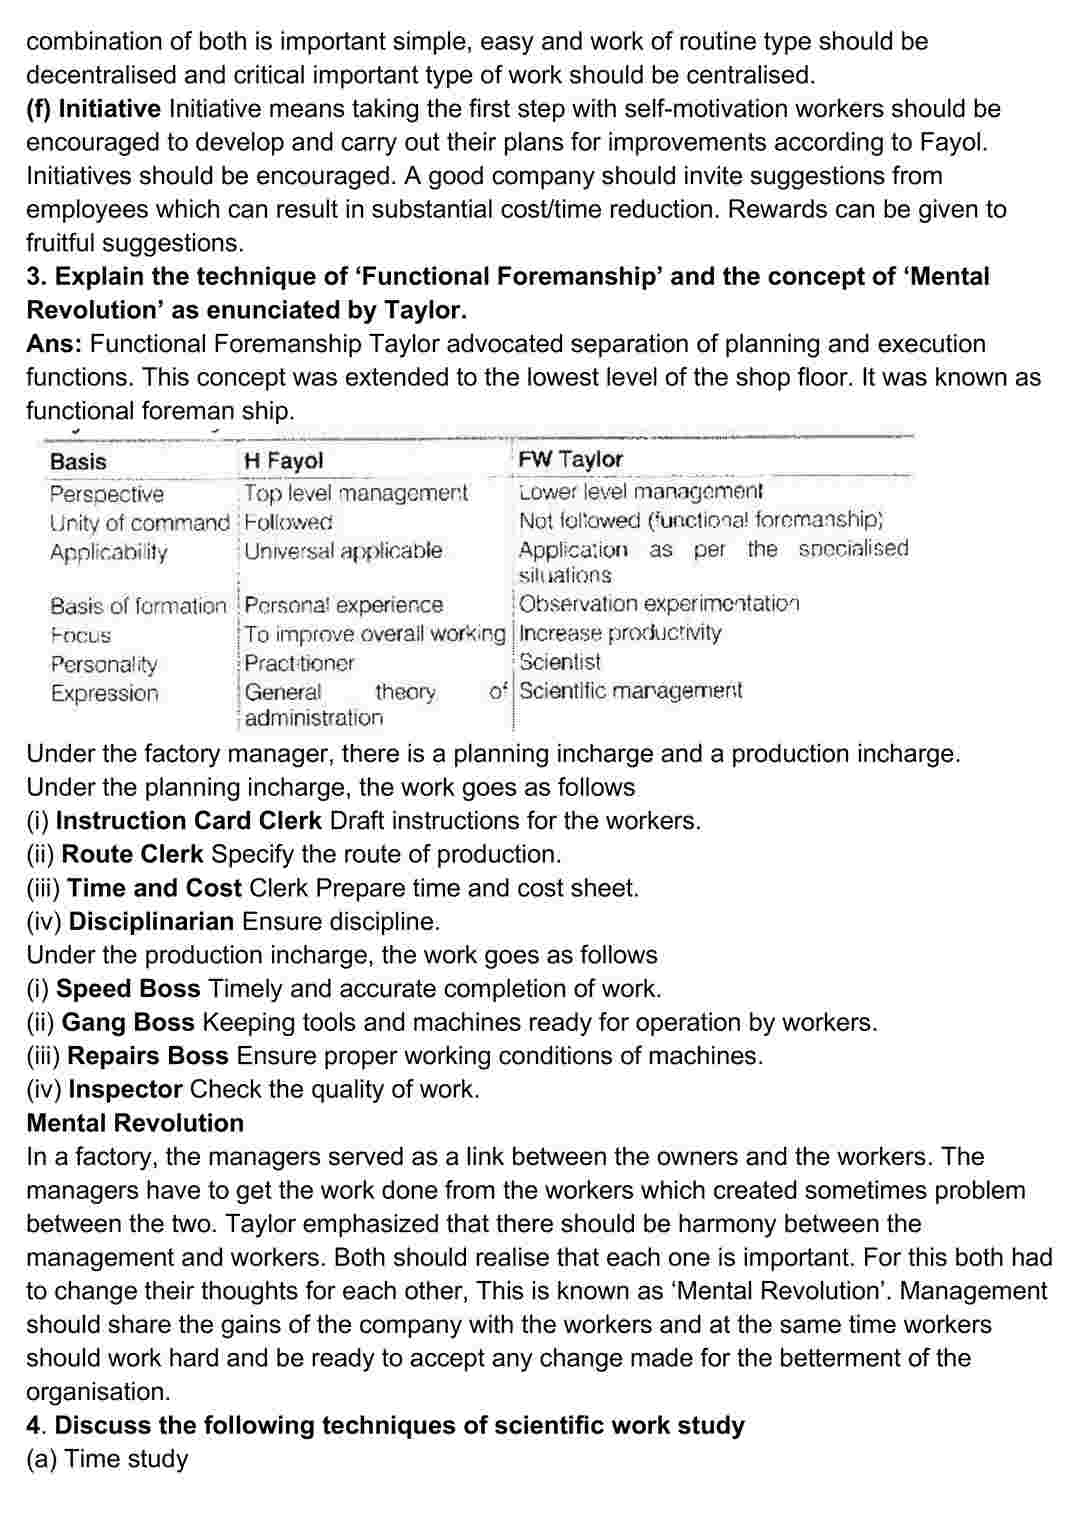 combination of both is important simple, easy and work of routine type should be
decentralised and critical important type of work should be centralised.
(f) Initiative Initiative means taking the first step with self-motivation workers should be
encouraged to develop and carry out their plans for improvements according to Fayol.
Initiatives should be encouraged. A good company should invite suggestions from
employees which can result in substantial cost/time reduction. Rewards can be given to
fruitful suggestions.
3. Explain the technique of ‘Functional Foremanship’ and the concept of ‘Mental
Revolution’ as enunciated by Taylor.
Ans: Functional Foremanship Taylor advocated separation of planning and execution
functions. This concept was extended to the lowest level of the shop floor. It was known as
functional foreman ship.
Basis H Fayol FW Taylor
Perspective Top level management Lower level management
Unity of command Followed Not followed (functional foremanship)
Applicability Universal applicable Application as per the specialised
situations
Basis of formation Personal experience Observation experimentation
Focus To improve overall working Increase productivity
Personality Practitioner Scientist
Expression General theory of Scientific management
administration
Under the factory manager, there is a planning incharge and a production incharge.
Under the planning incharge, the work goes as follows
(i) Instruction Card Clerk Draft instructions for the workers.
(ii) Route Clerk Specify the route of production.
(iii) Time and Cost Clerk Prepare time and cost sheet.
(iv) Disciplinarian Ensure discipline.
Under the production incharge, the work goes as follows
(i) Speed Boss Timely and accurate completion of work.
(ii) Gang Boss Keeping tools and machines ready for operation by workers.
(iii) Repairs Boss Ensure proper working conditions of machines.
(iv) Inspector Check the quality of work.
Mental Revolution
In a factory, the managers served as a link between the owners and the workers. The
managers have to get the work done from the workers which created sometimes problem
between the two. Taylor emphasized that there should be harmony between the
management and workers. Both should realise that each one is important. For this both had
to change their thoughts for each other, This is known as ‘Mental Revolution’. Management
should share the gains of the company with the workers and at the same time workers
should work hard and be ready to accept any change made for the betterment of the
organisation.
4. Discuss the following techniques of scientific work study
(a) Time study